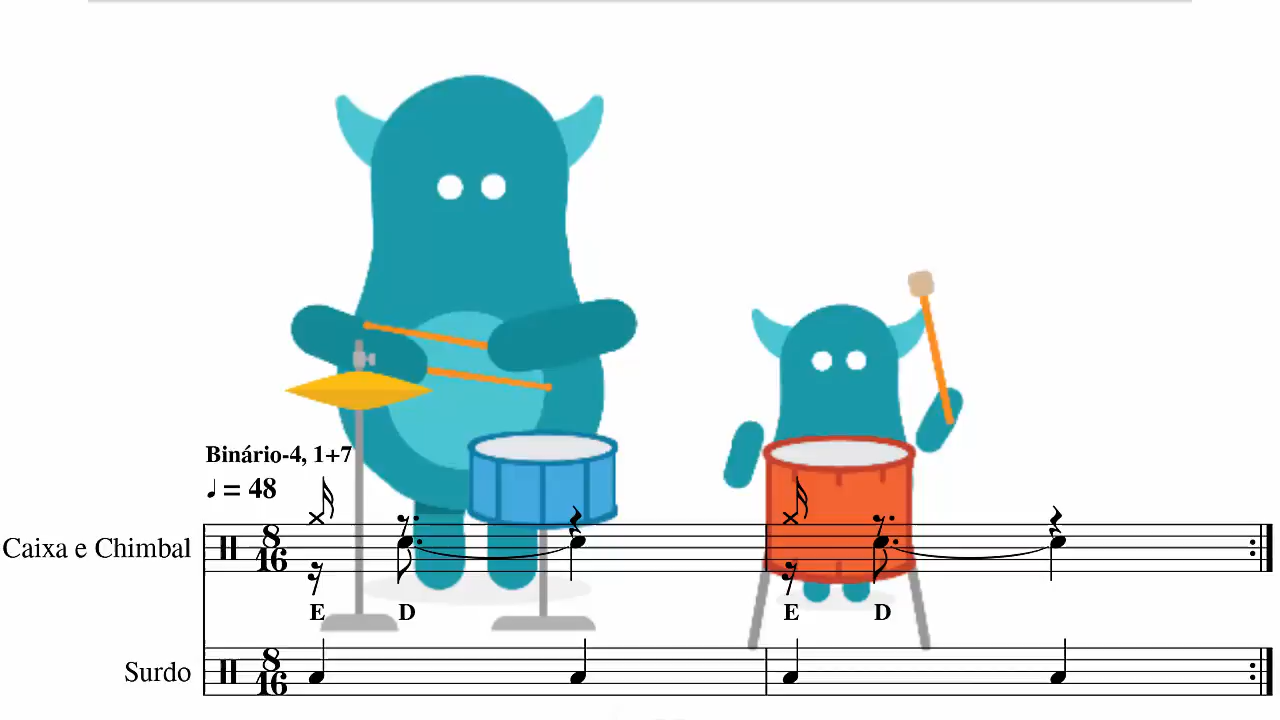 Binário-4, 1+7
♩ = 48
Caixa e Chimbal
8
16
E D E D
Surdo
8
16